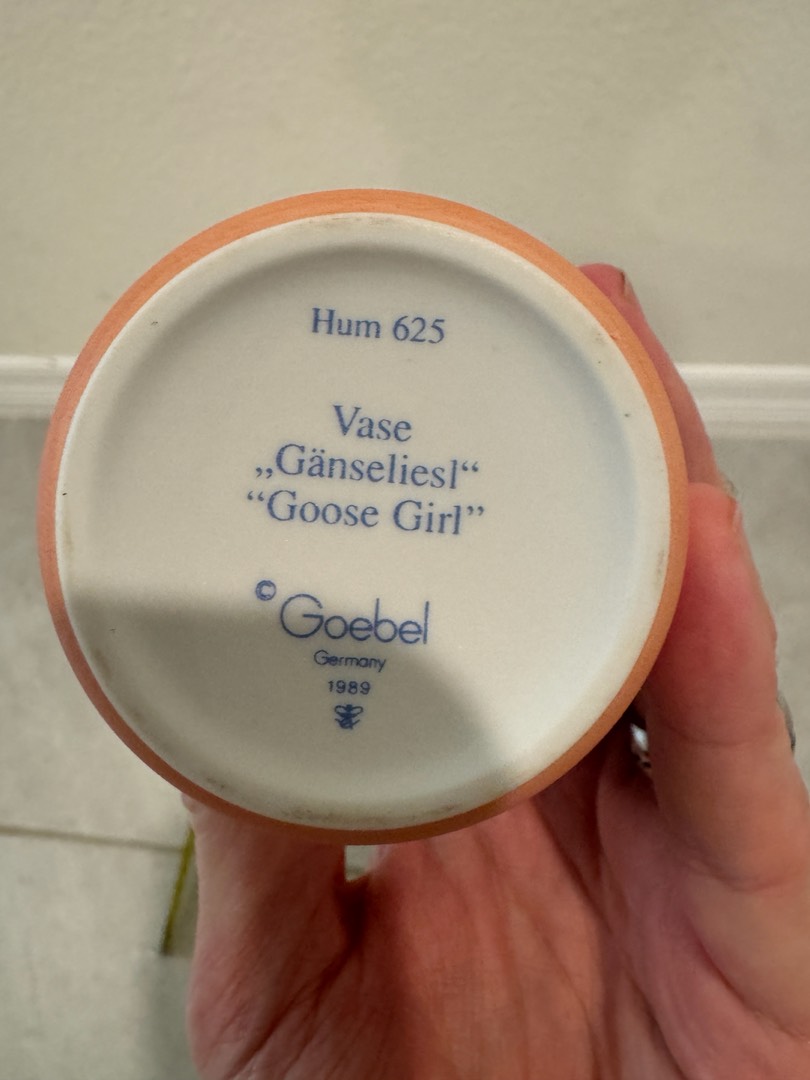 Hum 625
Vase
„Gänseliesl“
“Goose Girl”
© Goebel
Germany
1989